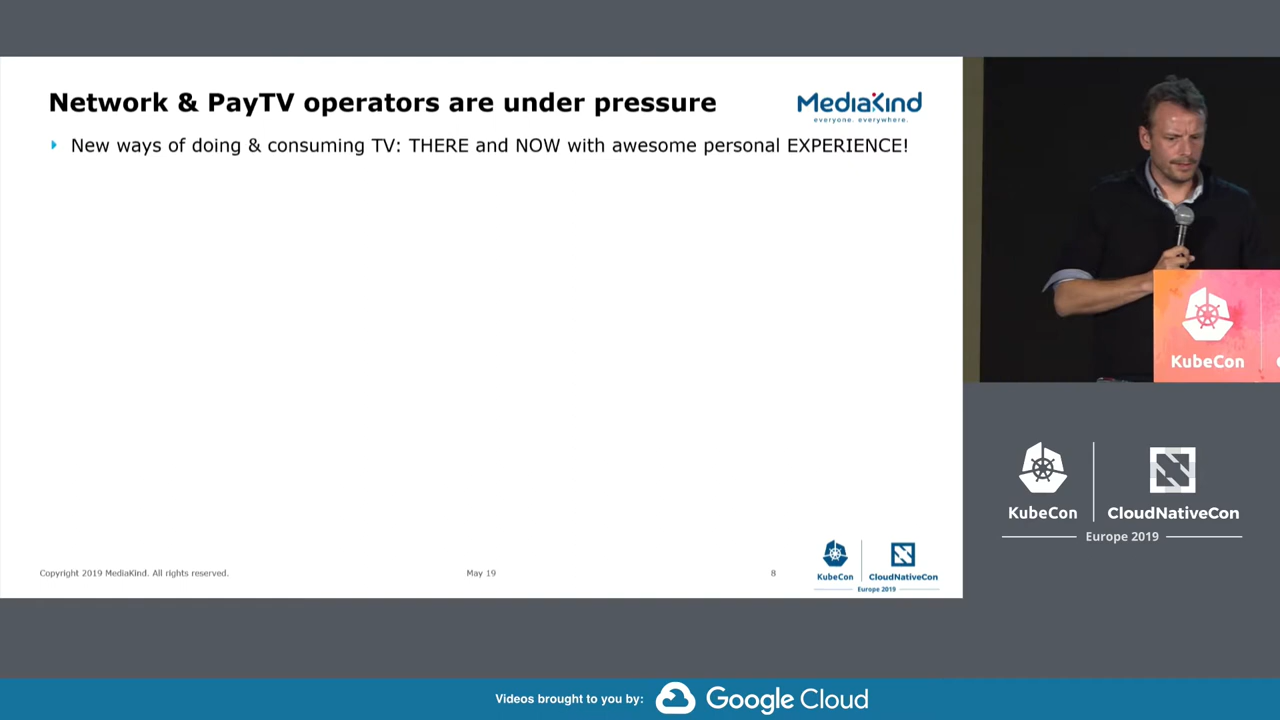 Network & PayTV operators are under pressure
MediaKind
everyone. everywhere.
New ways of doing & consuming TV: THERE and NOW with awesome personal EXPERIENCE!
Copyright 2019 MediaKind. All rights reserved.
May 19
8
KubeCon
CloudNativeCon
Europe 2019
KubeCon
KubeCon
CloudNativeCon
Europe 2019
Videos brought to you by:
Google Cloud